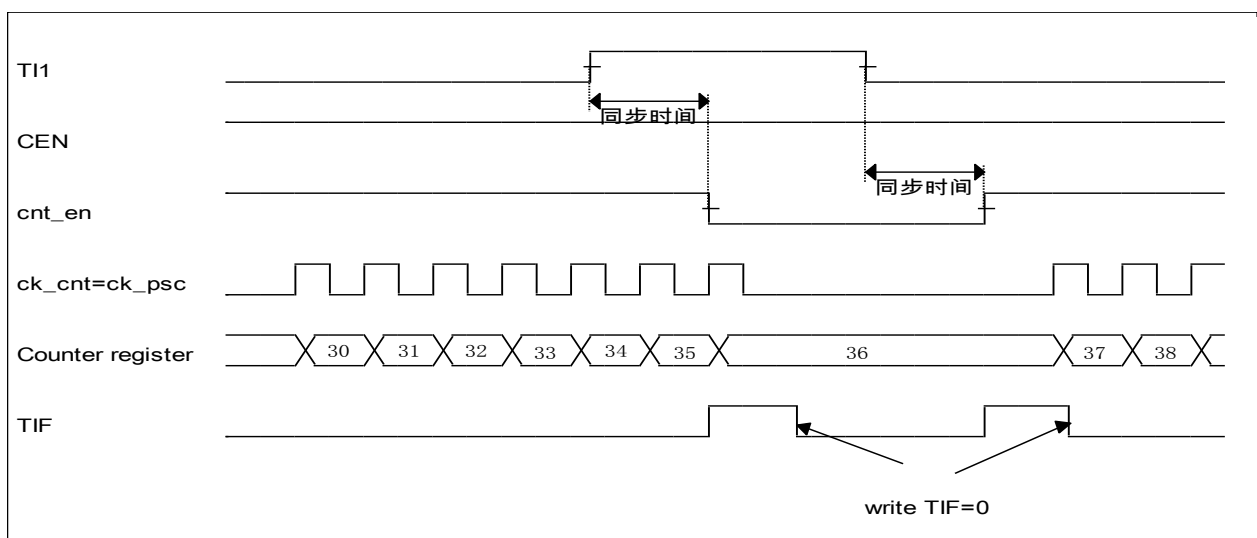 TI1
同步时间
CEN
同步时间
cnt_en
ck_cnt=ck_psc
Counter register
30 31 32 33 34 35 36 37 38
TIF
write TIF=0